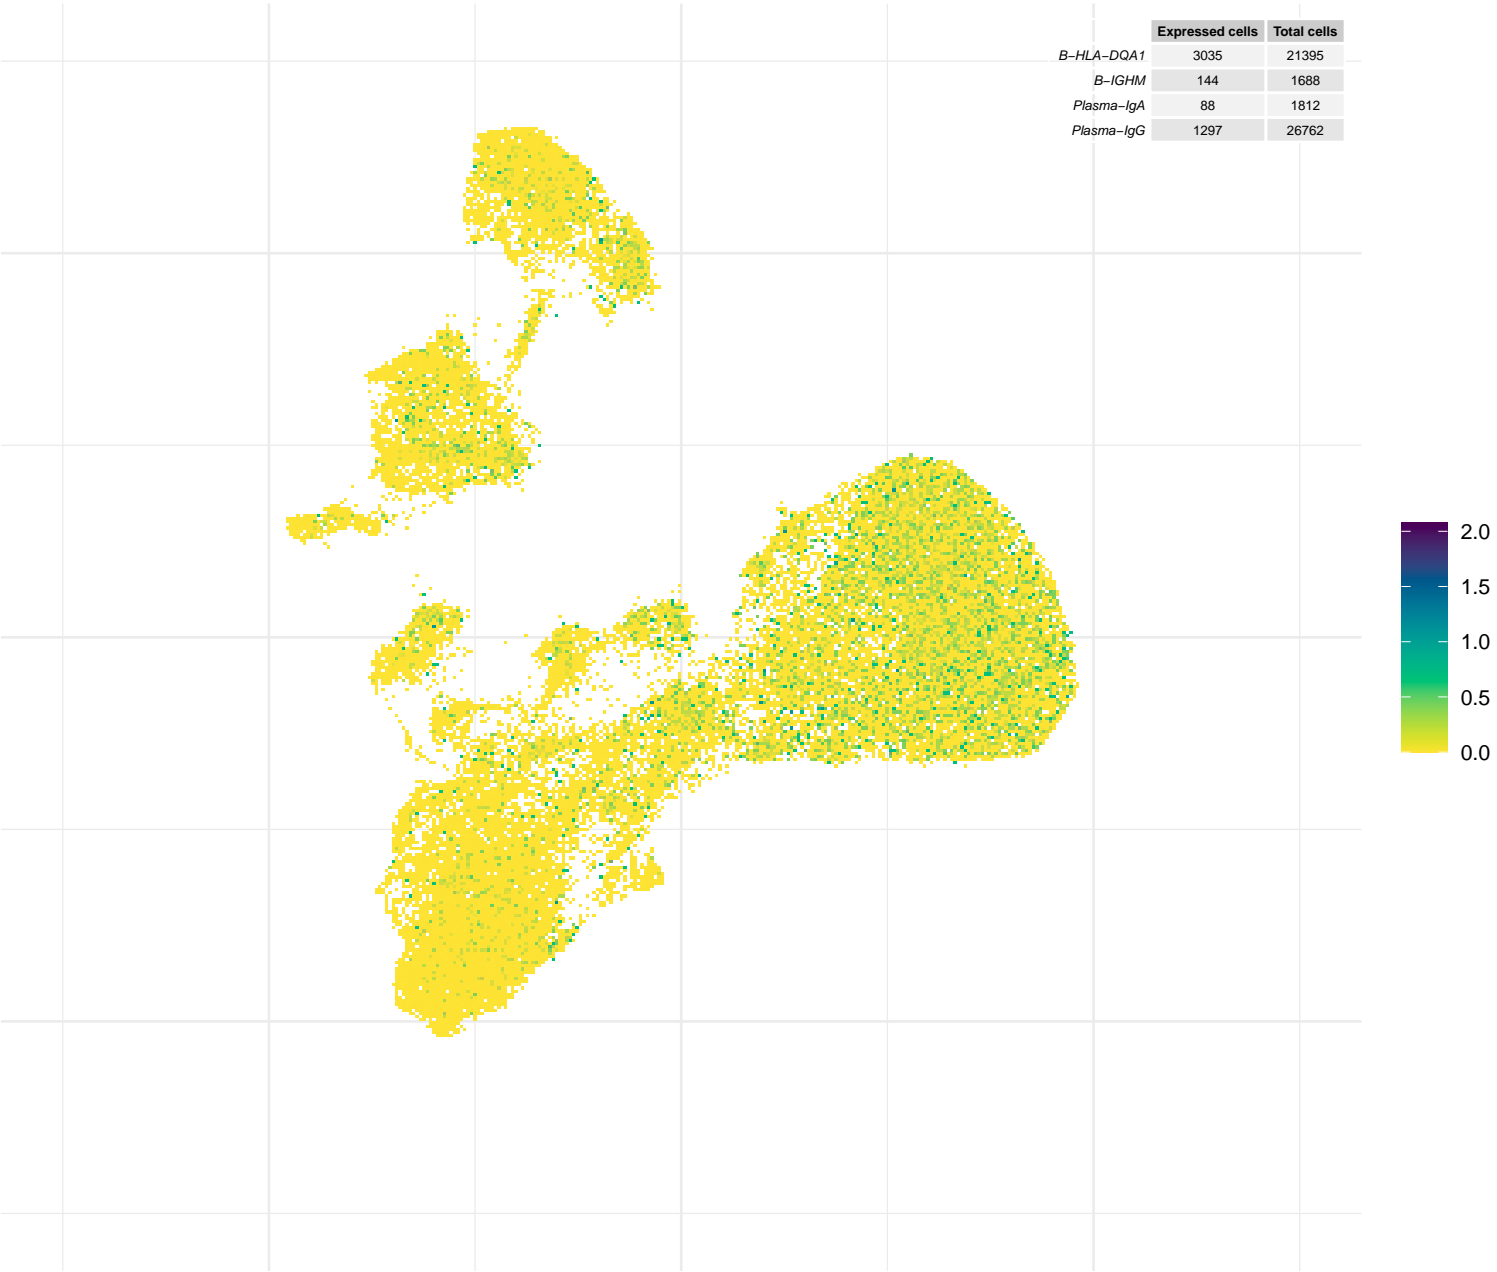 Expressed cells Total cells
B−HLA−DQA1 3035 21395
B−IGHM 144 1688
Plasma−IgA 88 1812
Plasma−IgG 1297 26762
2.0
1.5
1.0
0.5
0.0